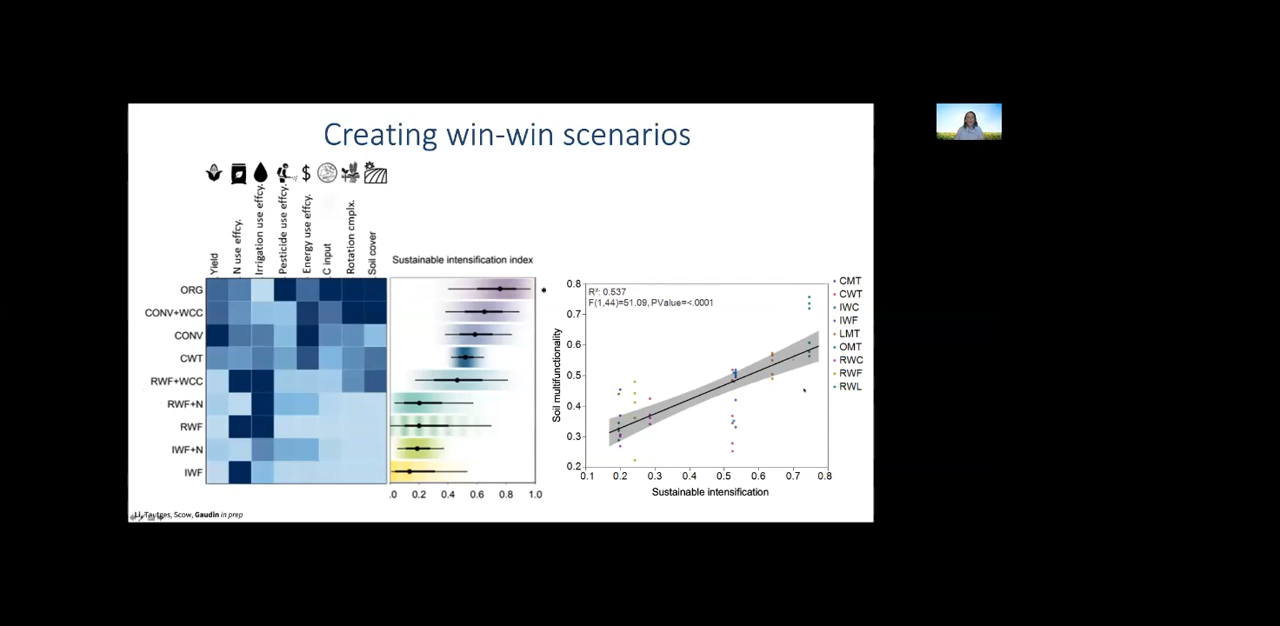 Creating win-win scenarios
$
Yield
N use effcy.
Irrigation use effcy.
Pesticide use effcy.
Energy use effcy.
C input
Rotation cmplx.
Soil cover
ORG
CONV+WCC
CONV
CWT
RWF+WCC
RWF+N
RWF
IWF+N
IWF
Sustainable intensification index
*
.0 0.2 0.4 0.6 0.8 1.0
R²: 0.537
F(1,44)=51.09, PValue=<.0001
Soil multifunctionality
0.8
0.7
0.6
0.5
0.4
0.3
0.2
0.1 0.2 0.3 0.4 0.5 0.6 0.7 0.8
Sustainable intensification
CMT
CWT
IWC
IWF
LMT
OMT
RWC
RWF
RWL
Li, Tautges, Scow, Gaudin in prep